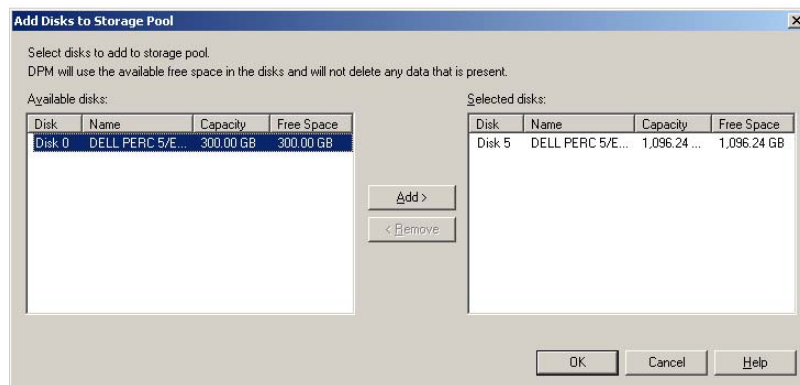 Add Disks to Storage Pool
Select disks to add to storage pool.
DPM will use the available free space in the disks and will not delete any data that is present.
Available disks:
Disk Name Capacity Free Space
Disk 0 DELL PERC 5/E... 300.00 GB 300.00 GB
Add >
< Remove
Selected disks:
Disk Name Capacity Free Space
Disk 5 DELL PERC 5/E... 1,096.24 ... 1,096.24 GB
OK Cancel Help